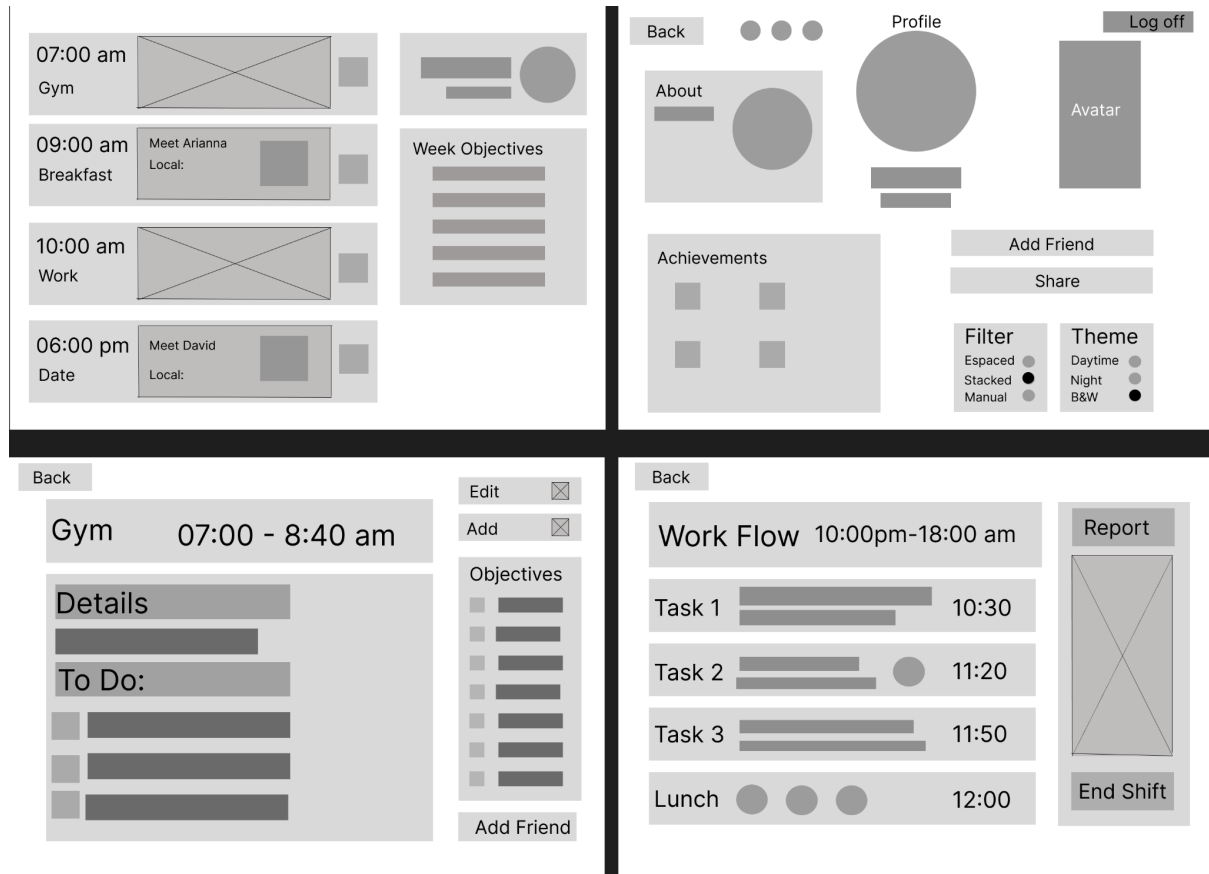 07:00 am
Gym
09:00 am
Breakfast
Meet Arianna
Local:
10:00 am
Work
06:00 pm
Date
Meet David
Local:
Week Objectives
Back
Profile
Log off
About
Avatar
Achievements
Add Friend
Share
Filter
Espaced
Stacked
Manual
Theme
Daytime
Night
B&W
Back
Gym 07:00 - 8:40 am
Details
To Do:
Edit
Add
Objectives
Add Friend
Back
Work Flow 10:00pm-18:00 am
Task 1 10:30
Task 2 11:20
Task 3 11:50
Lunch 12:00
Report
End Shift